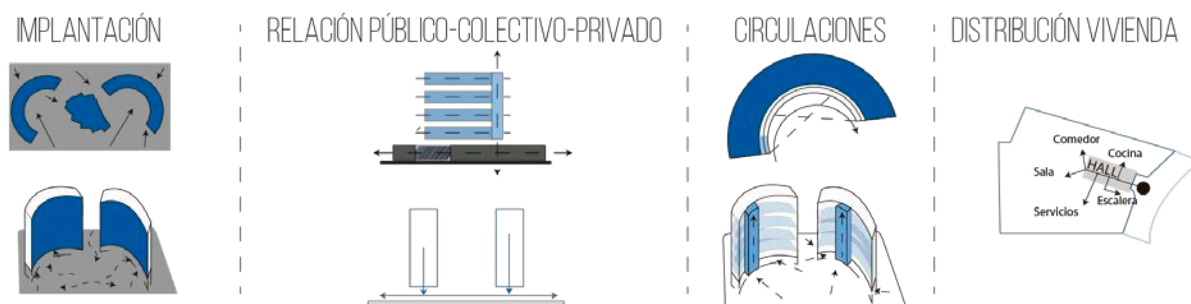 IMPLANTACIÓN
RELACIÓN PÚBLICO-COLECTIVO-PRIVADO
CIRCULACIONES
DISTRIBUCIÓN VIVIENDA
Comedor
Cocina
HALL
Sala
Escalera
Servicios